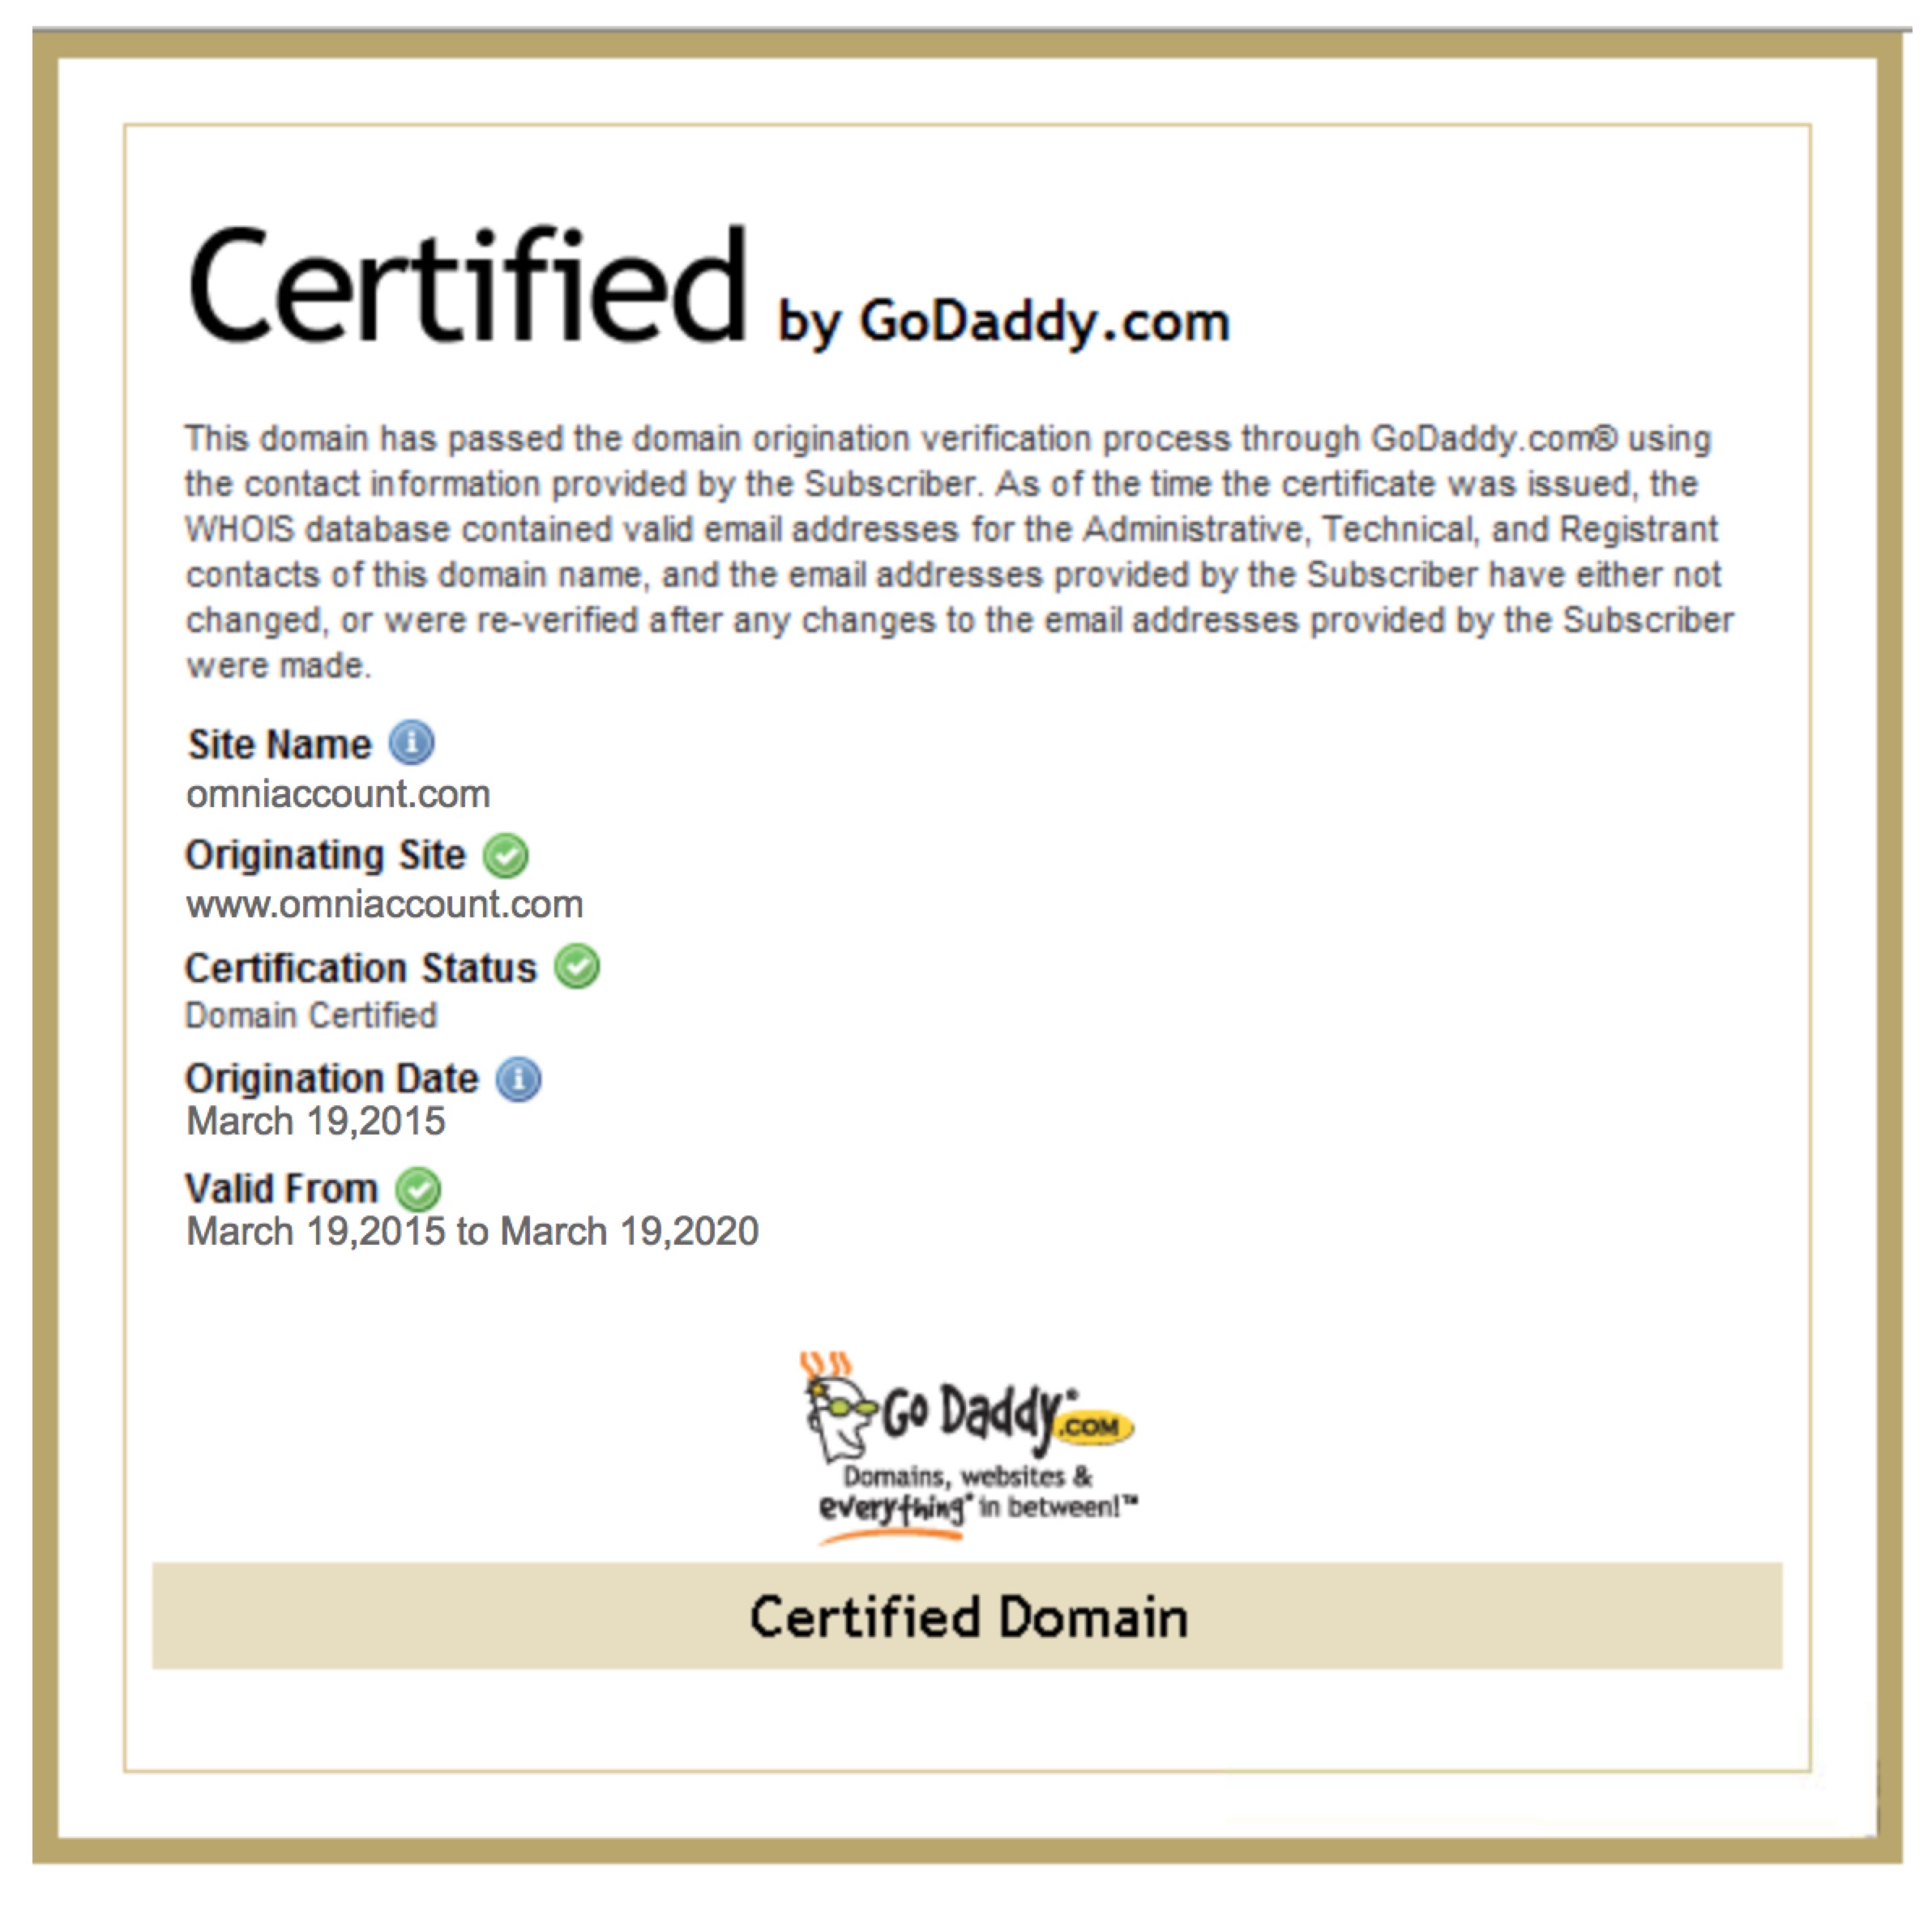 Certified by GoDaddy.com
This domain has passed the domain origination verification process through GoDaddy.com® using
the contact information provided by the Subscriber. As of the time the certificate was issued, the
WHOIS database contained valid email addresses for the Administrative, Technical, and Registrant
contacts of this domain name, and the email addresses provided by the Subscriber have either not
changed, or were re-verified after any changes to the email addresses provided by the Subscriber
were made.
Site Name
omniaccount.com
Originating Site
www.omniaccount.com
Certification Status
Domain Certified
Origination Date
March 19,2015
Valid From
March 19,2015 to March 19,2020
Go Daddy®.COM
Domains, websites &
everything* in between!™
Certified Domain